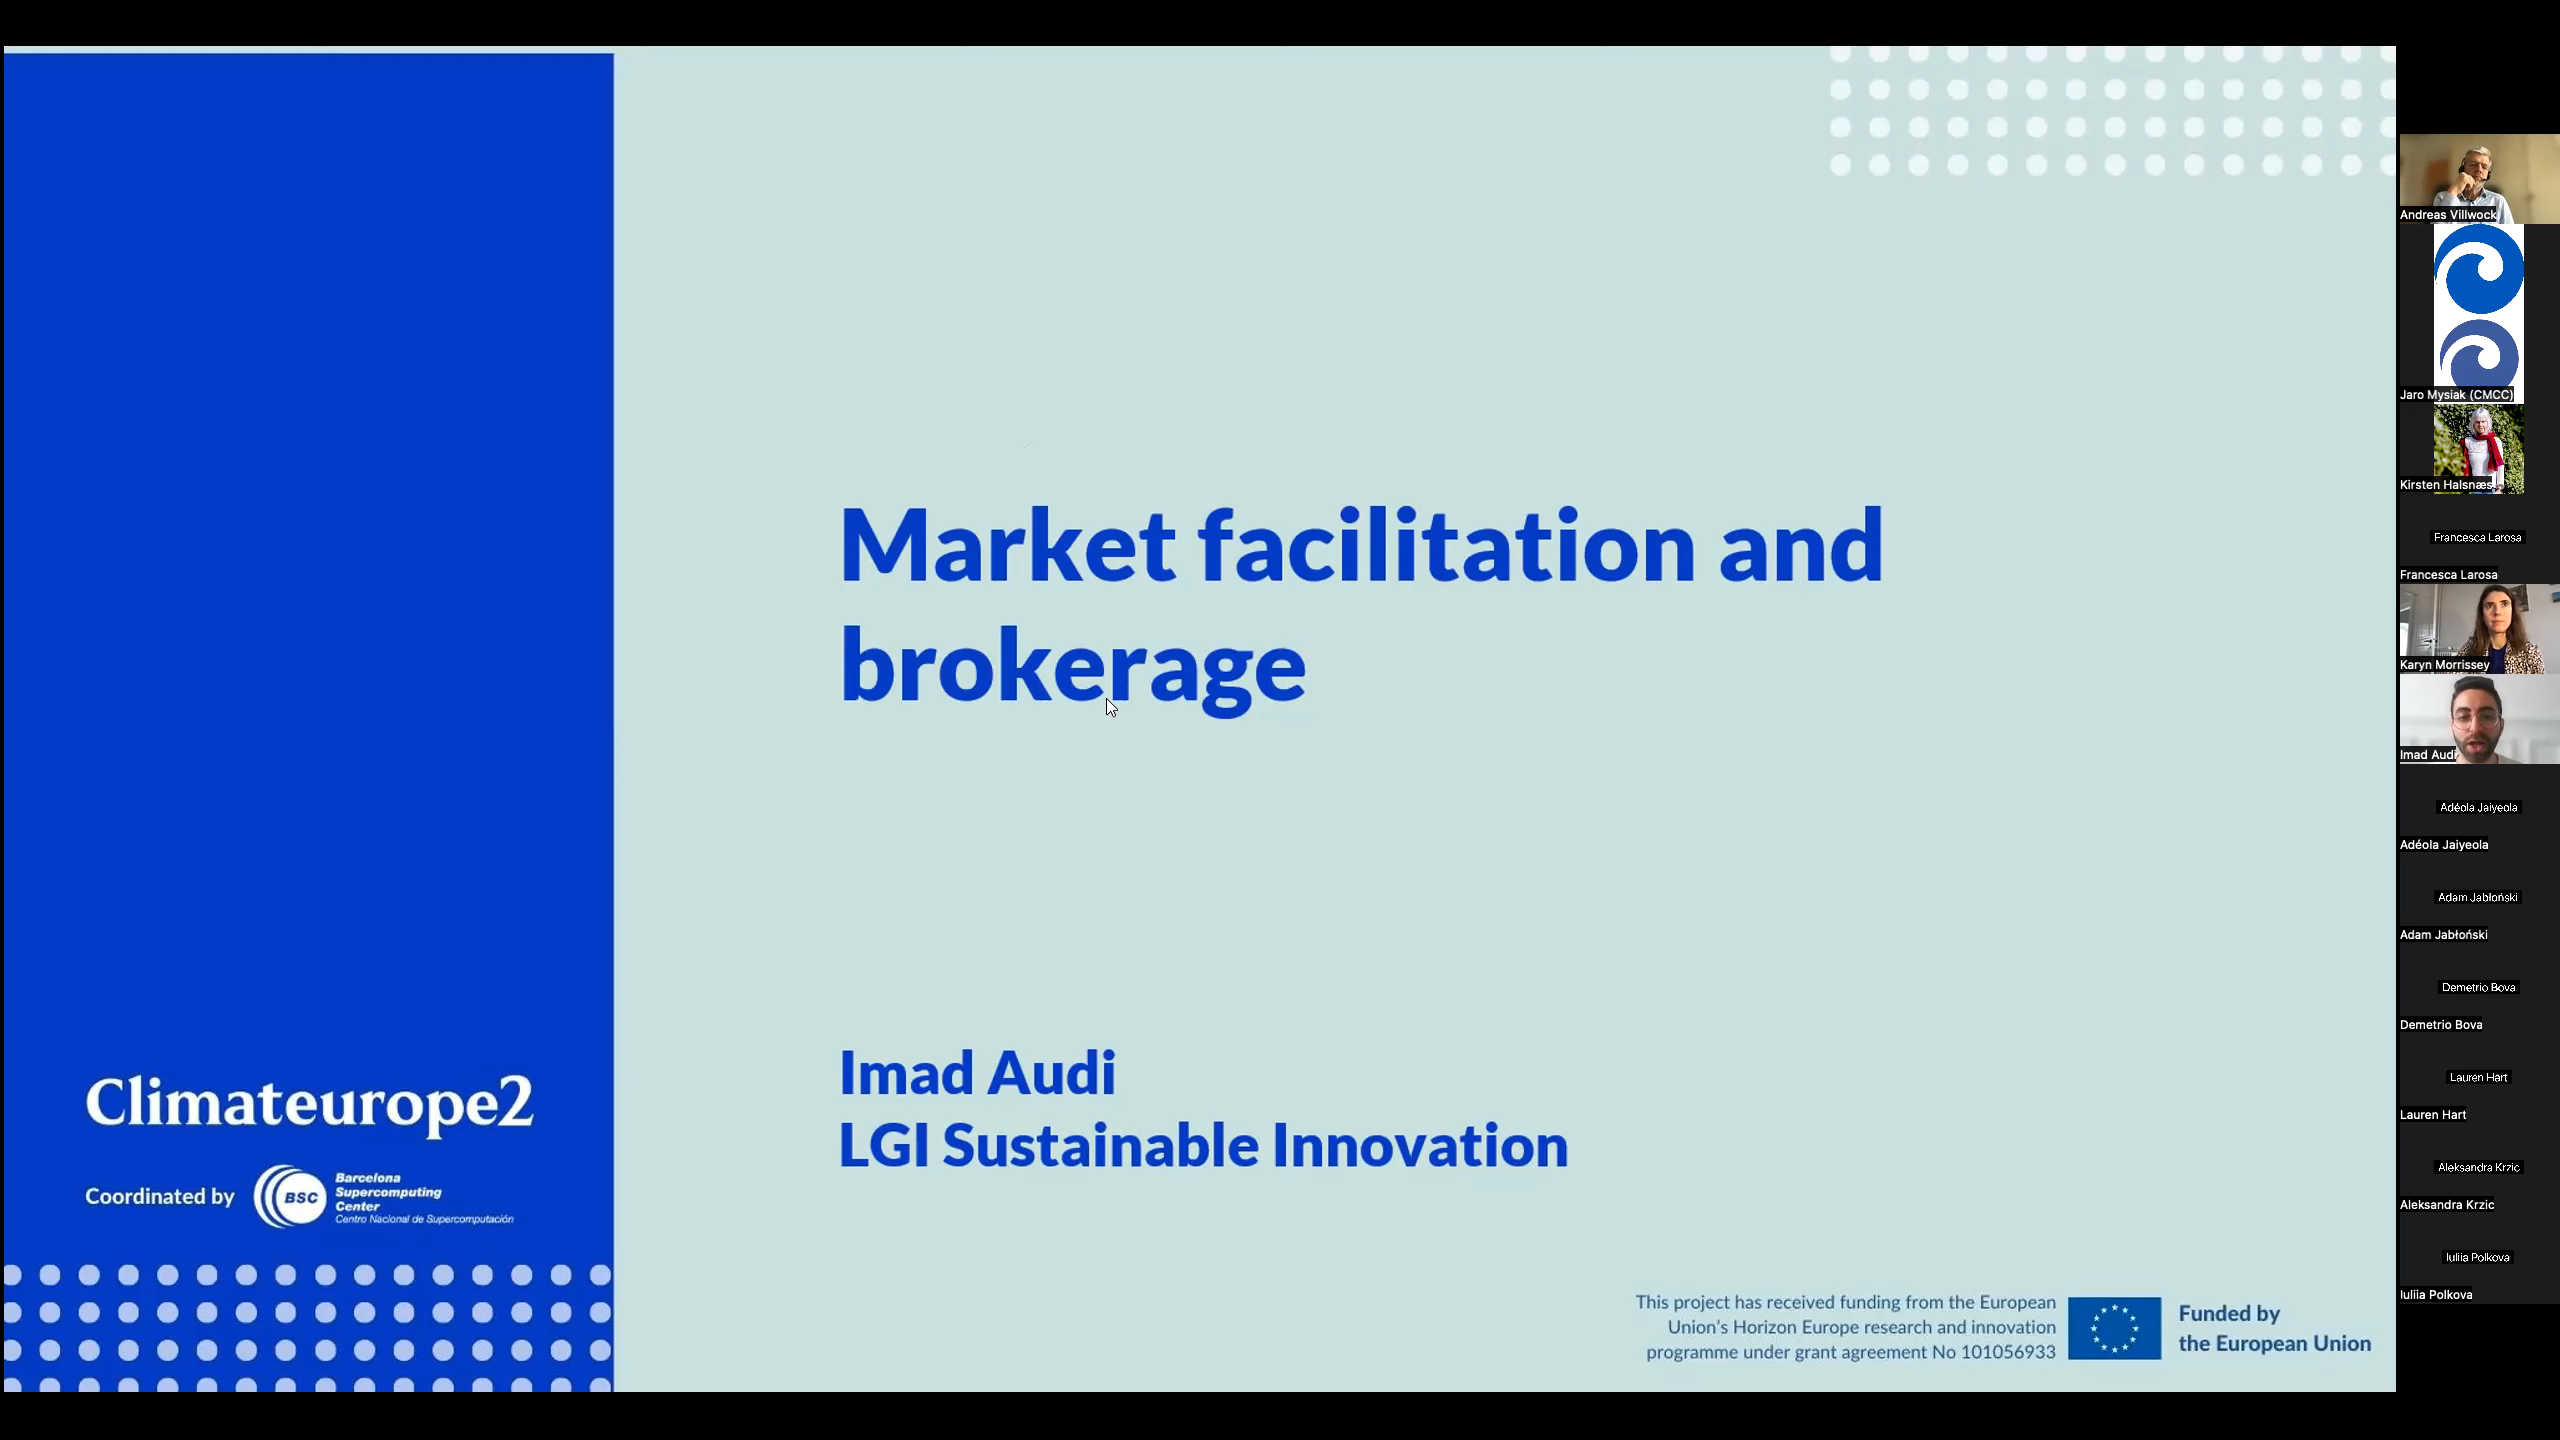 Market facilitation and
brokerage
Imad Audi
LGI Sustainable Innovation
Climateurope2
Coordinated by
BSC
Barcelona
Supercomputing
Center
Centro Nacional de Supercomputación
This project has received funding from the European
Union's Horizon Europe research and innovation
programme under grant agreement No 101056933
Funded by
the European Union
Andreas Villwock
Jaro Mysiak (CMCC)
Kirsten Halsnæs
Francesca Larosa
Francesca Larosa
Karyn Morrissey
Imad Audi
Adéola Jaiyeola
Adéola Jaiyeola
Adam Jabłoński
Adam Jabłoński
Demetrio Bova
Demetrio Bova
Lauren Hart
Lauren Hart
Aleksandra Krzic
Aleksandra Krzic
Iuliia Polkova
Iuliia Polkova